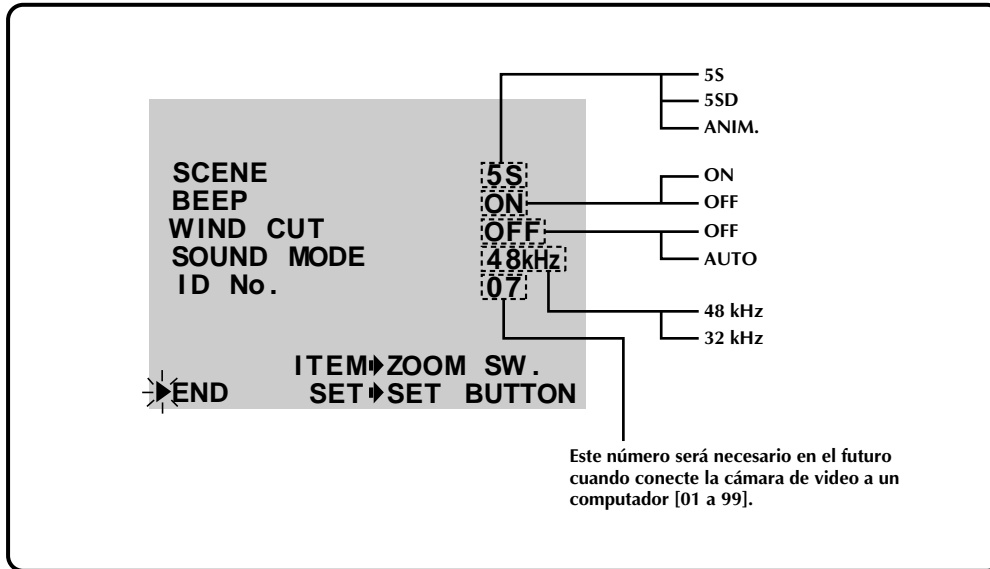 SCENE 5S
BEEP ON
WIND CUT OFF
SOUND MODE 48kHz
ID No. 07
ITEM➧ZOOM SW.
▶END SET➧SET BUTTON
5S
5SD
ANIM.
ON
OFF
OFF
AUTO
48 kHz
32 kHz
Este número será necesario en el futuro
cuando conecte la cámara de video a un
computador [01 a 99].